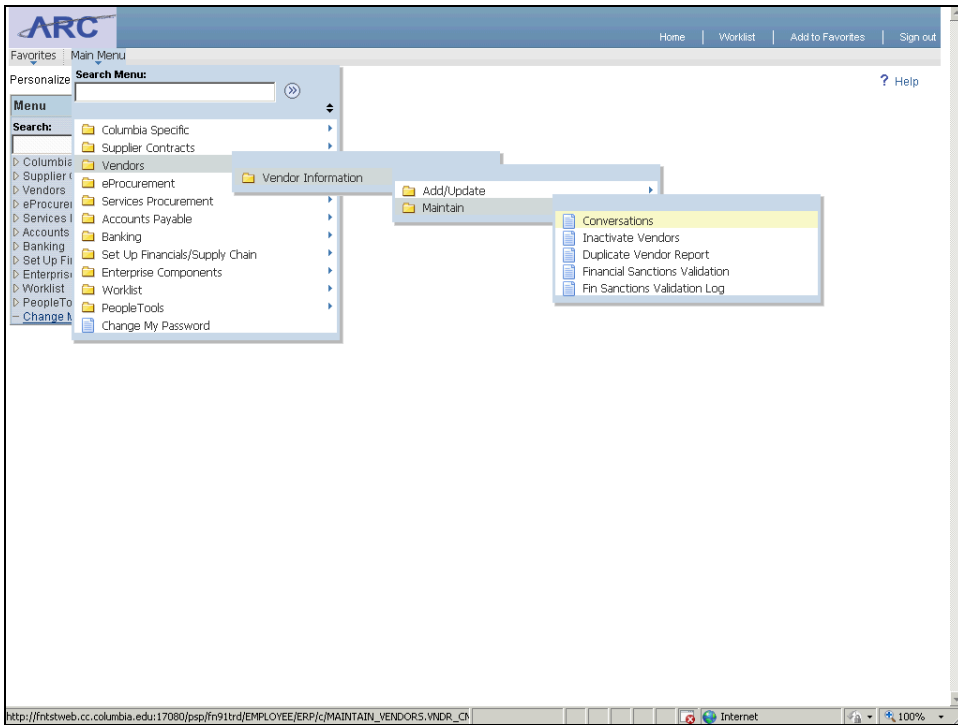 ARC
Home | Worklist | Add to Favorites | Sign out
Favorites Main Menu
Personalize
Search Menu:
? Help
Menu
Search:
Columbia
Supplier
Vendors
eProcurer
Services
Accounts
Banking
Set Up Fi
Enterpris
Worklist
PeopleTo
Change M
Columbia Specific
Supplier Contracts
Vendors
eProcurement
Services Procurement
Accounts Payable
Banking
Set Up Financials/Supply Chain
Enterprise Components
Worklist
PeopleTools
Change My Password
Vendor Information
Add/Update
Maintain
Conversations
Inactivate Vendors
Duplicate Vendor Report
Financial Sanctions Validation
Fin Sanctions Validation Log
http://fntstweb.cc.columbia.edu:17080/psp/fn91trd/EMPLOYEE/ERP/c/MAINTAIN_VENDORS.VNDR_CN
Internet
100%